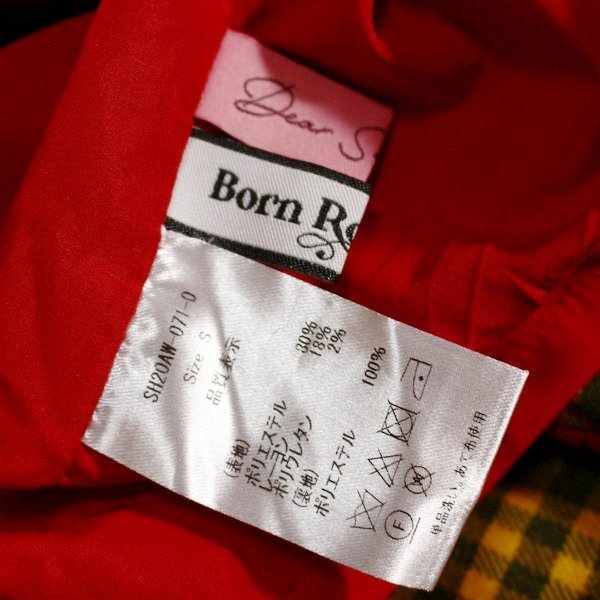 Dear S
Born Ro
SH20AW-071-0
Size S
品質表示
(表地)
ポリエステル 80%
レーヨン 18%
ポリウレタン 2%
(裏地)
ポリエステル 100%
F
単品洗い。あて布使用